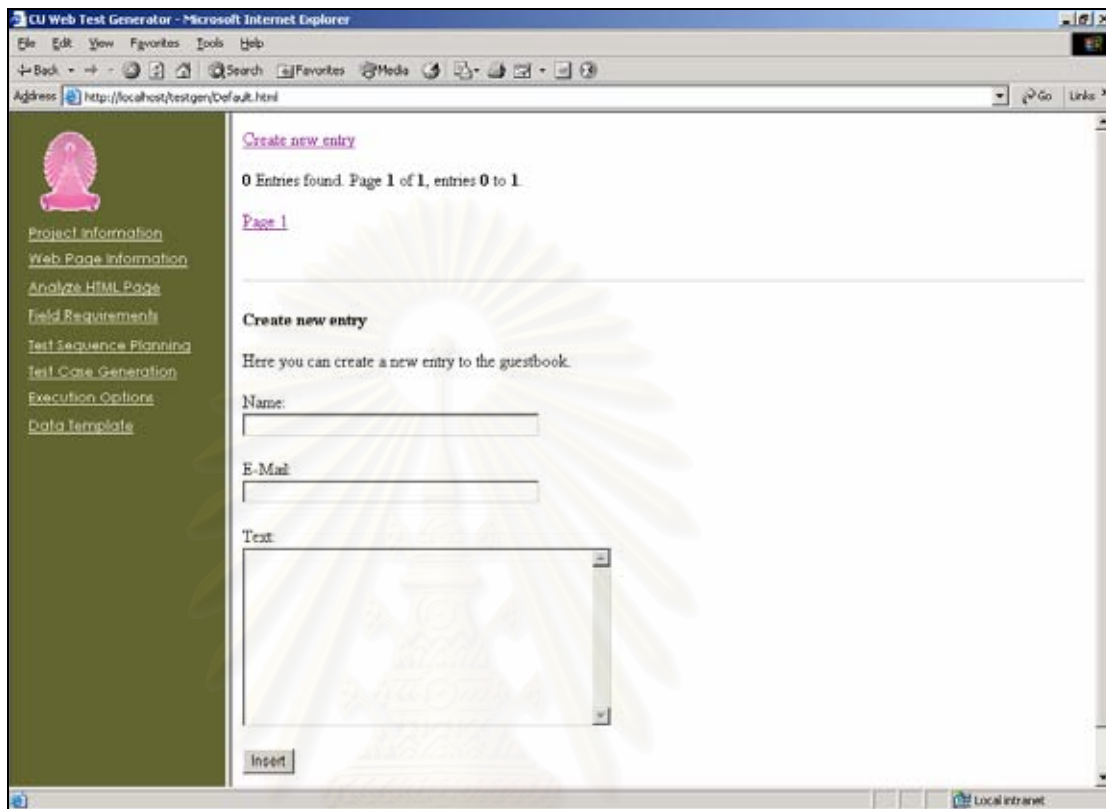 CU Web Test Generator - Microsoft Internet Explorer
File Edit View Favorites Tools Help
Back Search Favorites Media
Address http://localhost/testgen/Default.html Go Links
Project Information
Web Page Information
Analyze HTML Page
Field Requirements
Test Sequence Planning
Test Case Generation
Execution Options
Data Template
Create new entry
0 Entries found. Page 1 of 1, entries 0 to 1.
Page 1
Create new entry
Here you can create a new entry to the guestbook.
Name:
E-Mail:
Text:
Insert
Local intranet